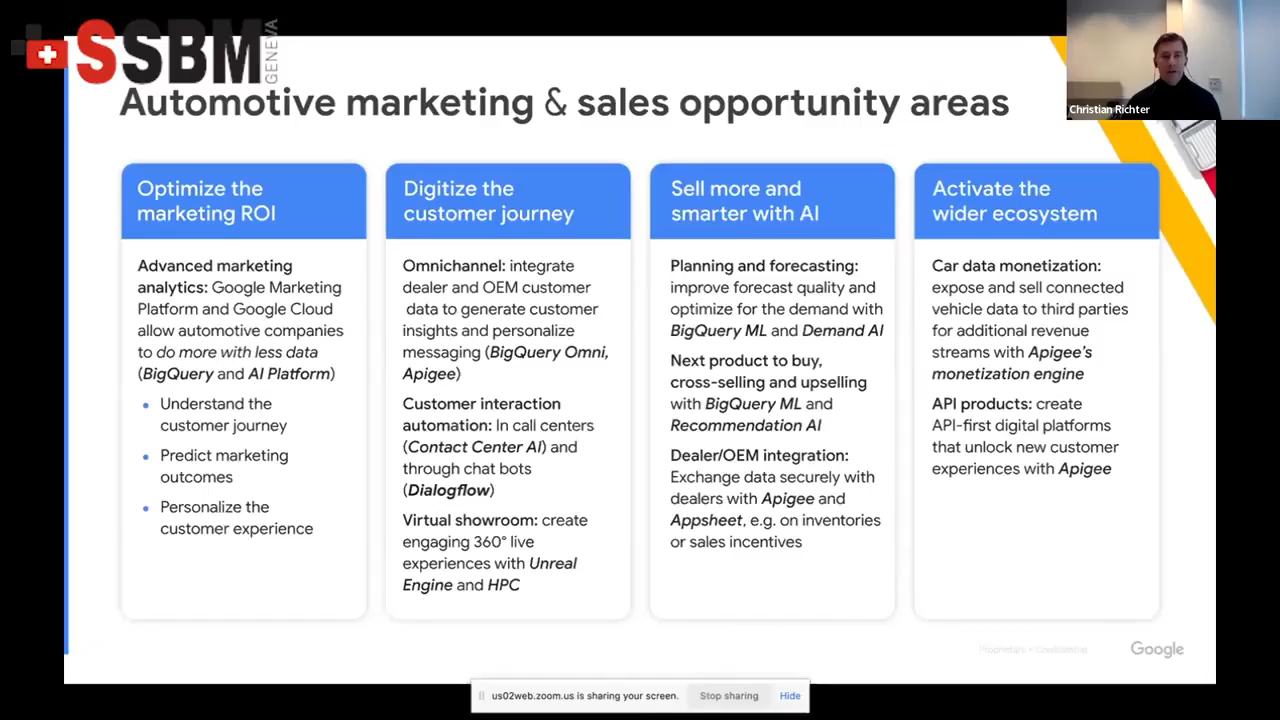 SSBM
GENEVA
Christian Richter
Automotive marketing & sales opportunity areas
Optimize the
marketing ROI
Advanced marketing
analytics: Google Marketing
Platform and Google Cloud
allow automotive companies
to do more with less data
(BigQuery and AI Platform)
• Understand the
customer journey
• Predict marketing
outcomes
• Personalize the
customer experience
Digitize the
customer journey
Omnichannel: integrate
dealer and OEM customer
data to generate customer
insights and personalize
messaging (BigQuery Omni,
Apigee)
Customer interaction
automation: In call centers
(Contact Center AI) and
through chat bots
(Dialogflow)
Virtual showroom: create
engaging 360° live
experiences with Unreal
Engine and HPC
Sell more and
smarter with AI
Planning and forecasting:
improve forecast quality and
optimize for the demand with
BigQuery ML and Demand AI
Next product to buy,
cross-selling and upselling
with BigQuery ML and
Recommendation AI
Dealer/OEM integration:
Exchange data securely with
dealers with Apigee and
Appsheet, e.g. on inventories
or sales incentives
Activate the
wider ecosystem
Car data monetization:
expose and sell connected
vehicle data to third parties
for additional revenue
streams with Apigee's
monetization engine
API products: create
API-first digital platforms
that unlock new customer
experiences with Apigee
Proprietary + Confidential
Google
us02web.zoom.us is sharing your screen.
Stop sharing
Hide